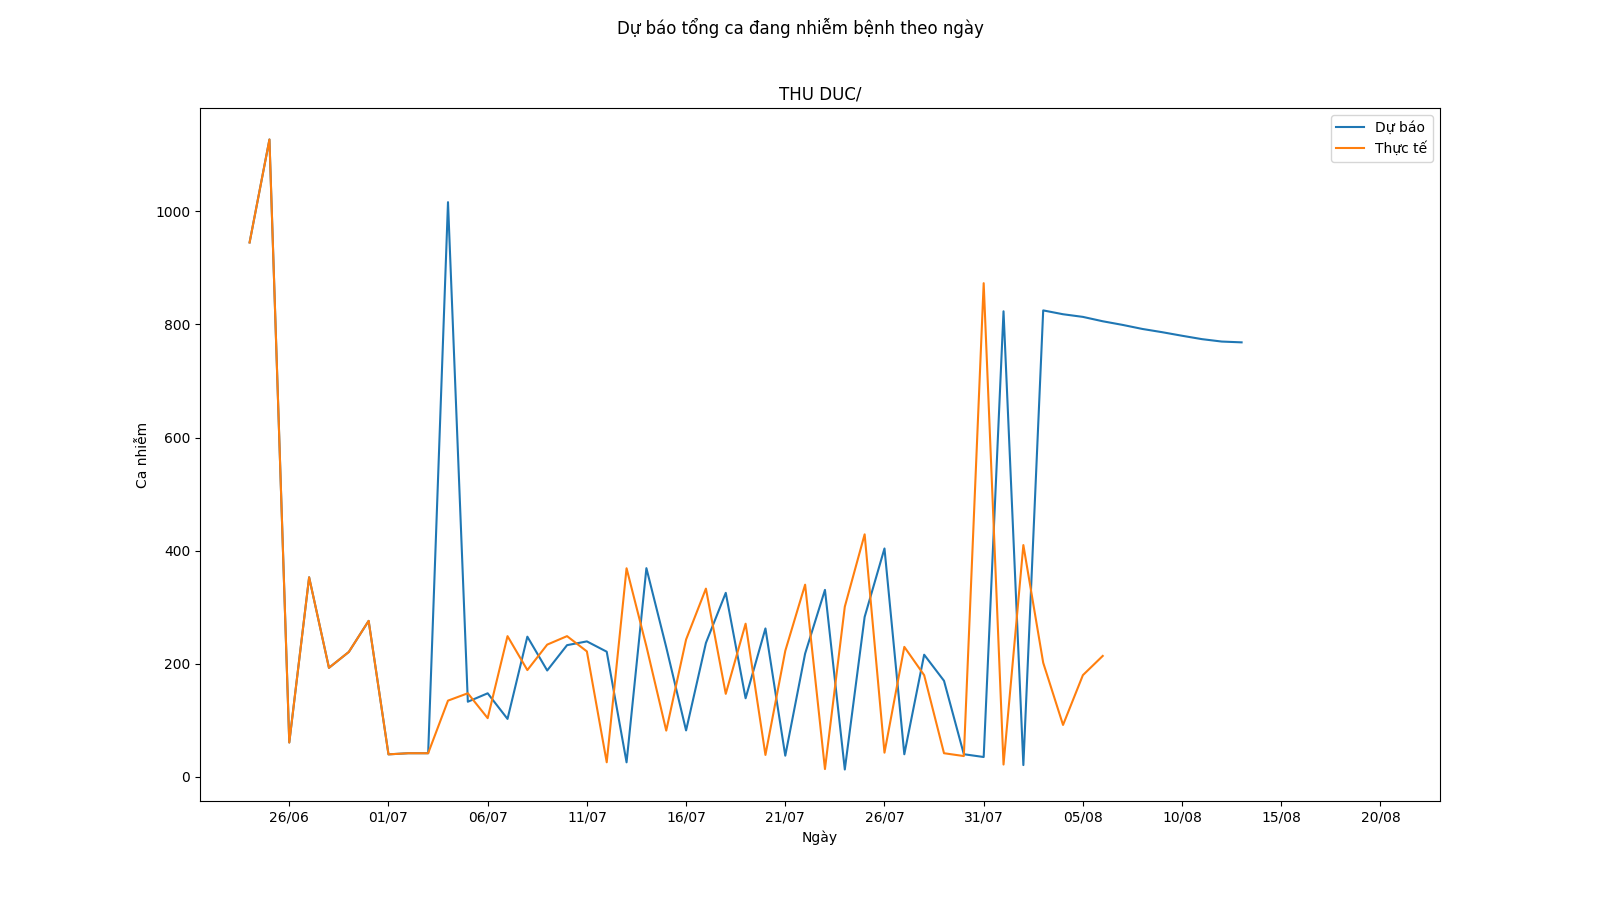 Dự báo tổng ca đang nhiễm bệnh theo ngày
THU DUC/
Dự báo
Thực tế
1000
800
600
400
200
0
Ca nhiễm
26/06 01/07 06/07 11/07 16/07 21/07 26/07 31/07 05/08 10/08 15/08 20/08
Ngày